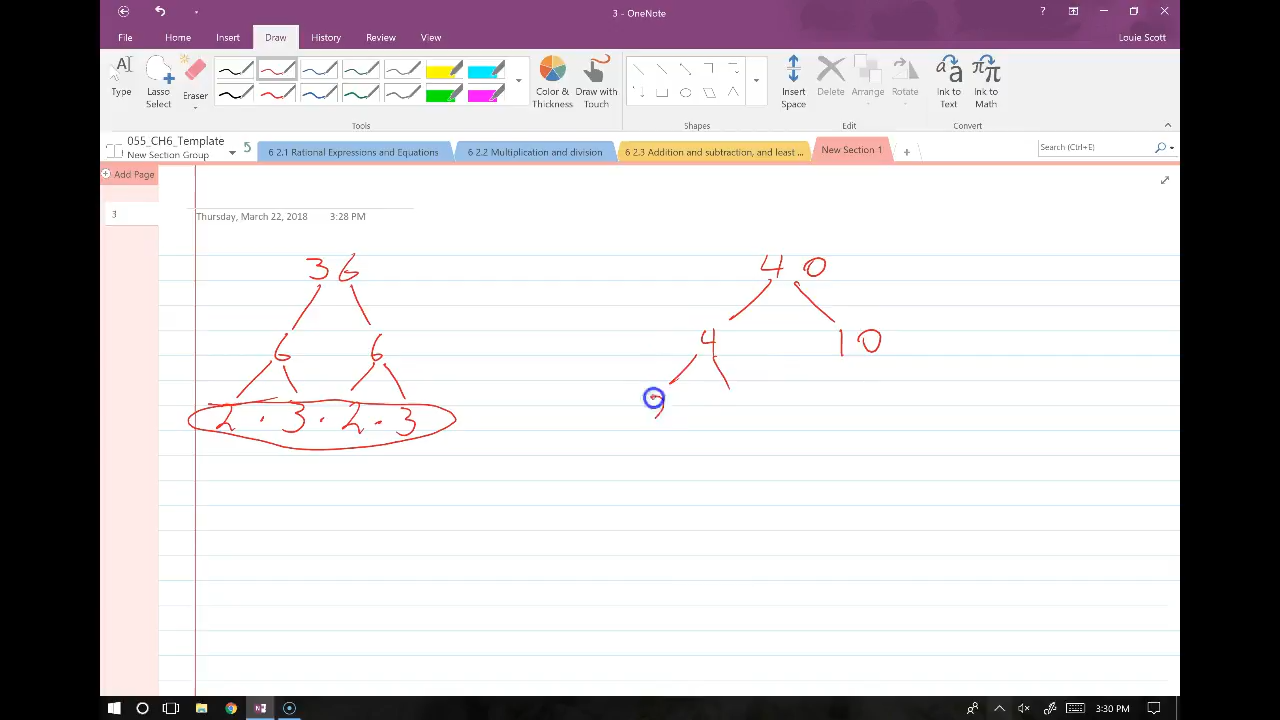 3 - OneNote
?
Louie Scott
File Home Insert Draw History Review View
Type
Lasso Select
Eraser
Color & Thickness
Draw with Touch
Insert Space
Delete
Arrange
Rotate
Ink to Text
Ink to Math
Tools
Shapes
Edit
Convert
055_CH6_Template
New Section Group
6 2.1 Rational Expressions and Equations
6 2.2 Multiplication and division
6 2.3 Addition and subtraction, and least ...
New Section 1
Search (Ctrl+E)
Add Page
3
Thursday, March 22, 2018 3:28 PM
36
6 6
2 · 3 · 2 · 3
40
4 10
3:30 PM